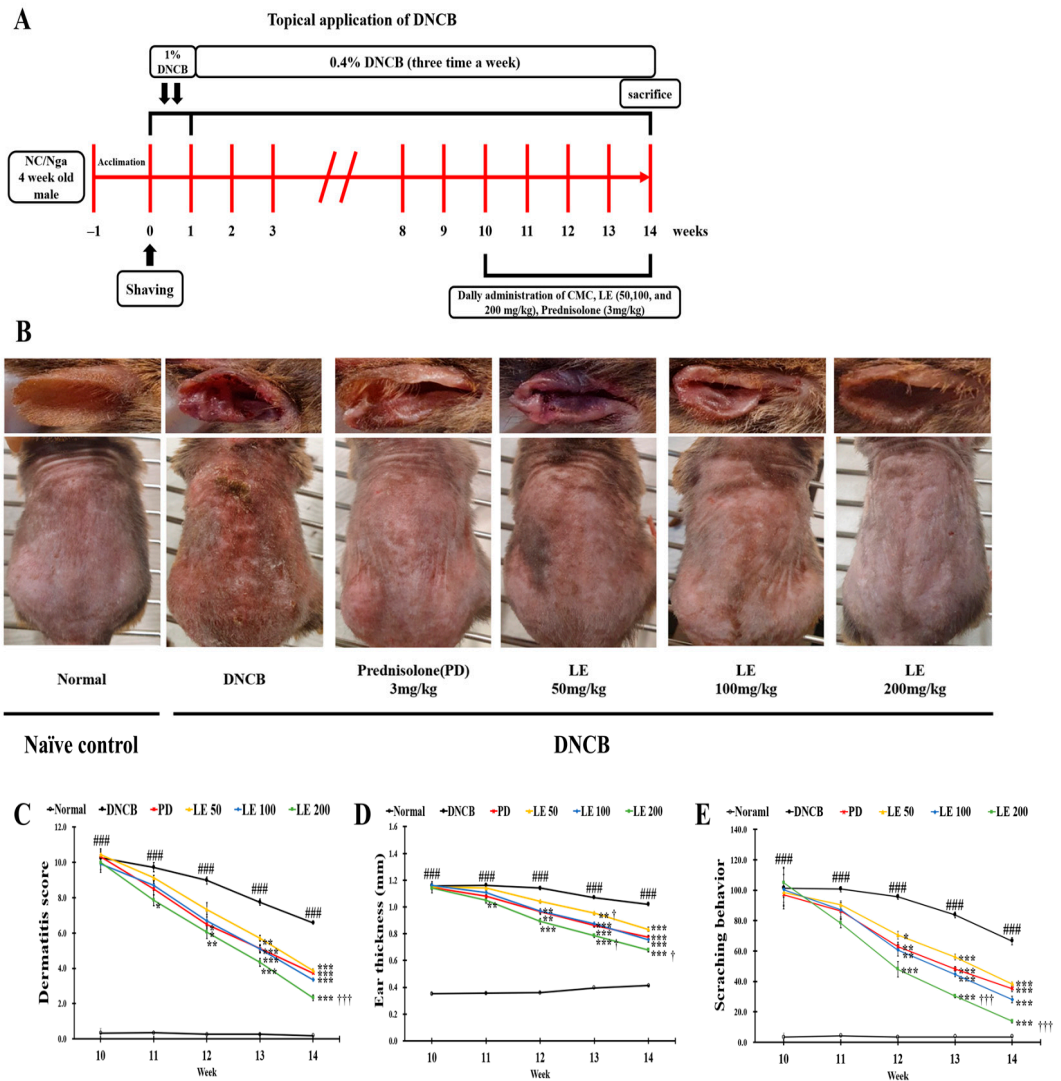 A
Topical application of DNCB
1%
DNCB
0.4% DNCB (three time a week)
sacrifice
NC/Nga
4 week old
male
Acclimation
−1 0 1 2 3 8 9 10 11 12 13 14 weeks
Shaving
Dally administration of CMC, LE (50,100, and
200 mg/kg), Prednisolone (3mg/kg)
B
Normal
DNCB
Prednisolone(PD)
3mg/kg
LE
50mg/kg
LE
100mg/kg
LE
200mg/kg
Naïve control
DNCB
C
Normal DNCB PD LE 50 LE 100 LE 200
Dermatitis score
12.0
10.0
8.0
6.0
4.0
2.0
0.0
###
###
###
###
###
*
*
*
**
**
***
***
***
***
***
***
*** †††
10 11 12 13 14
Week
D
Normal DNCB PD LE 50 LE 100 LE 200
Ear thickness (mm)
1.6
1.4
1.2
1.0
0.8
0.6
0.4
0.2
0.0
###
###
###
###
###
**
**
**
***
** †
***
***
*** †
***
***
***
*** †
10 11 12 13 14
Week
E
Noraml DNCB PD LE 50 LE 100 LE 200
Scraching behavior
140.0
120.0
100.0
80.0
60.0
40.0
20.0
0.0
###
###
###
###
###
*
**
**
***
***
***
***
*** †††
***
***
***
*** †††
10 11 12 13 14
Week